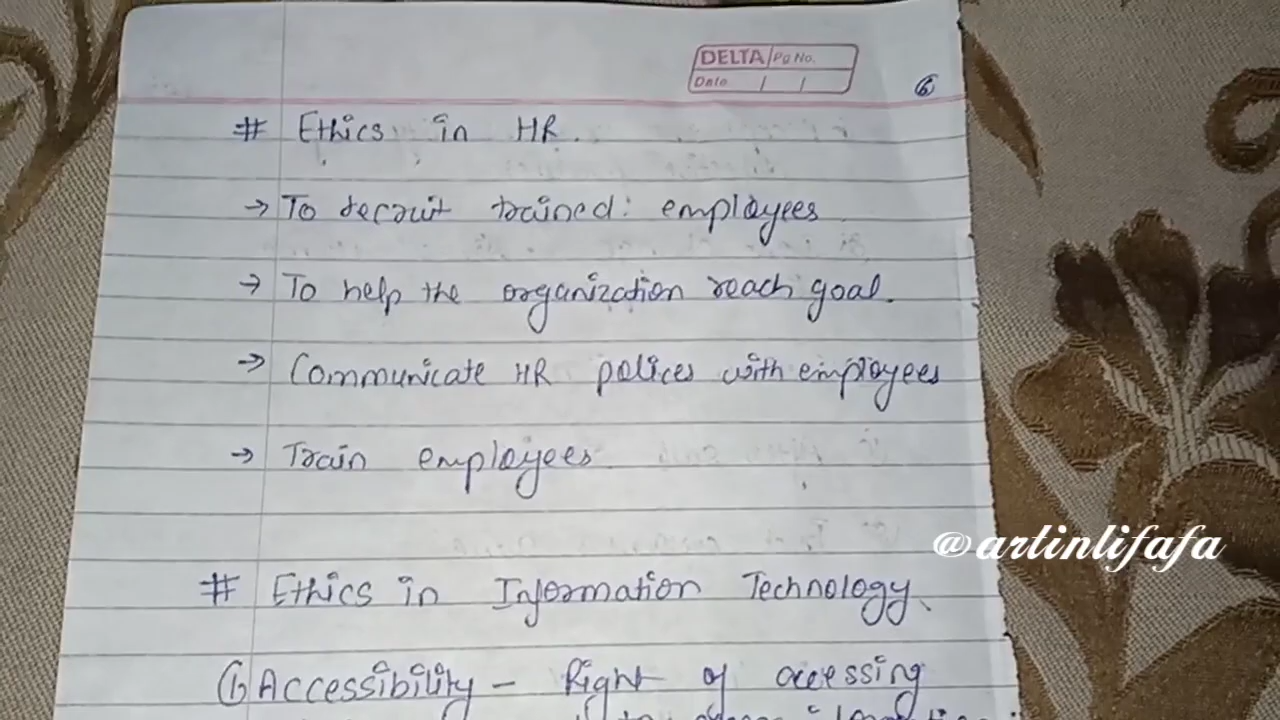 DELTA Pg No.
Date / /
6
# Ethics in HR.
→ To recruit trained: employees
→ To help the organization reach goal.
→ Communicate HR polices with employees
→ Train employees
@artinlifafa
# Ethics in Information Technology
(i) Accessibility - Right of accessing